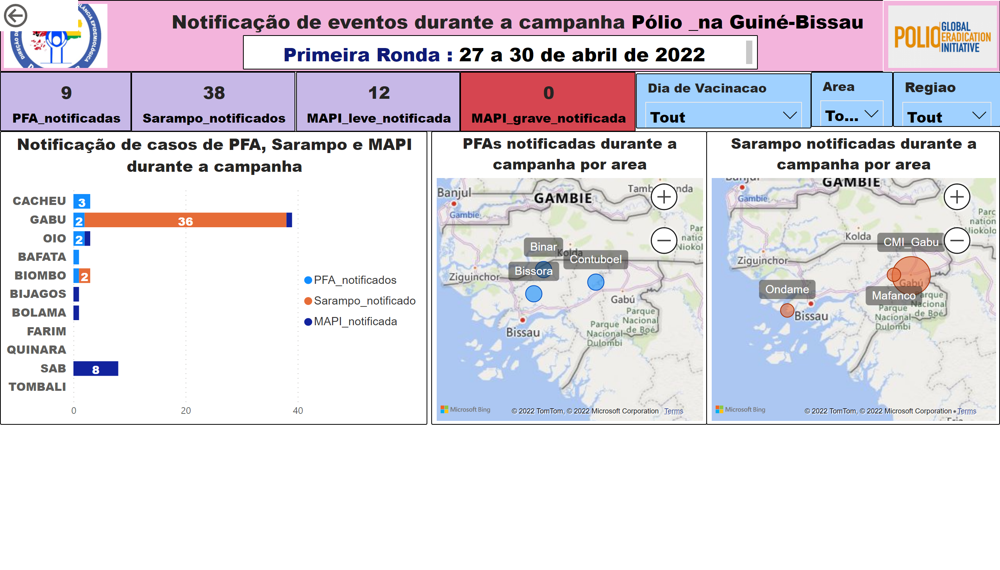 Notificação de eventos durante a campanha Pólio _na Guiné-Bissau
Primeira Ronda : 27 a 30 de abril de 2022
EPIDEMIOLÓGICA
DIREÇÃO
POLIO GLOBAL
ERADICATION
INITIATIVE
9
PFA_notificadas
38
Sarampo_notificados
12
MAPI_leve_notificada
0
MAPI_grave_notificada
Dia de Vacinacao
Tout
Area
To...
Regiao
Tout
Notificação de casos de PFA, Sarampo e MAPI
durante a campanha
CACHEU 3
GABU 2 36
OIO 2
BAFATA
BIOMBO 2
BIJAGOS
BOLAMA
FARIM
QUINARA
SAB 8
TOMBALI
0 20 40
PFA_notificados
Sarampo_notificado
MAPI_notificada
PFAs notificadas durante a
campanha por area
Banjul
GAMBIE
Gambie
Binar
Kolda
Contuboel
Bissora
Ziguinchor
Gabú
Bissau
Parque
Nacional
de Boé
Parque
Nacional
Dulombi
Microsoft Bing
© 2022 TomTom, © 2022 Microsoft Corporation Terms
Sarampo notificadas durante a
campanha por area
Banjul
GAMBIE
Gambie
Parc
nation
Niokolo
Kolda
CMI_Gabu
Ziguinchor
Gabú
Ondame
Mafanco
Parque
Nacional
de Boé
Bissau
Parque
Nacional
Dulombi
Microsoft Bing
© 2022 TomTom, © 2022 Microsoft Corporation Terms